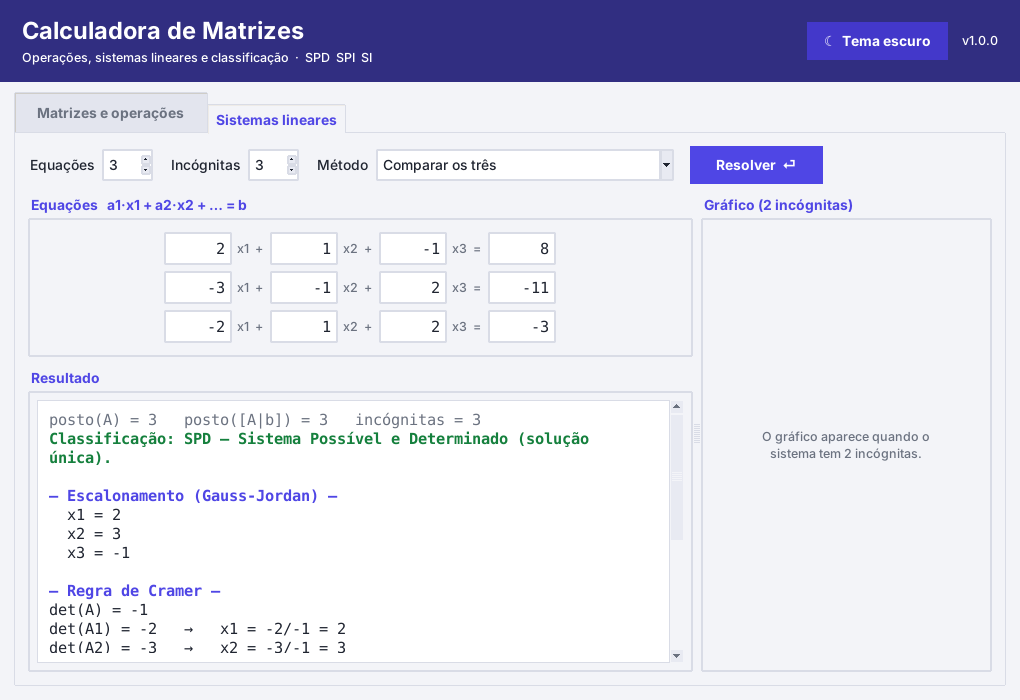 Calculadora de Matrizes
Operações, sistemas lineares e classificação · SPD SPI SI
☾ Tema escuro
v1.0.0
Matrizes e operações
Sistemas lineares
Equações 3 Incógnitas 3 Método Comparar os três Resolver ⏎
Equações a1·x1 + a2·x2 + … = b
2 x1 + 1 x2 + -1 x3 = 8
-3 x1 + -1 x2 + 2 x3 = -11
-2 x1 + 1 x2 + 2 x3 = -3
Resultado
posto(A) = 3 posto([A|b]) = 3 incógnitas = 3
Classificação: SPD — Sistema Possível e Determinado (solução
única).
— Escalonamento (Gauss-Jordan) —
x1 = 2
x2 = 3
x3 = -1
— Regra de Cramer —
det(A) = -1
det(A1) = -2 → x1 = -2/-1 = 2
det(A2) = -3 → x2 = -3/-1 = 3
Gráfico (2 incógnitas)
O gráfico aparece quando o
sistema tem 2 incógnitas.